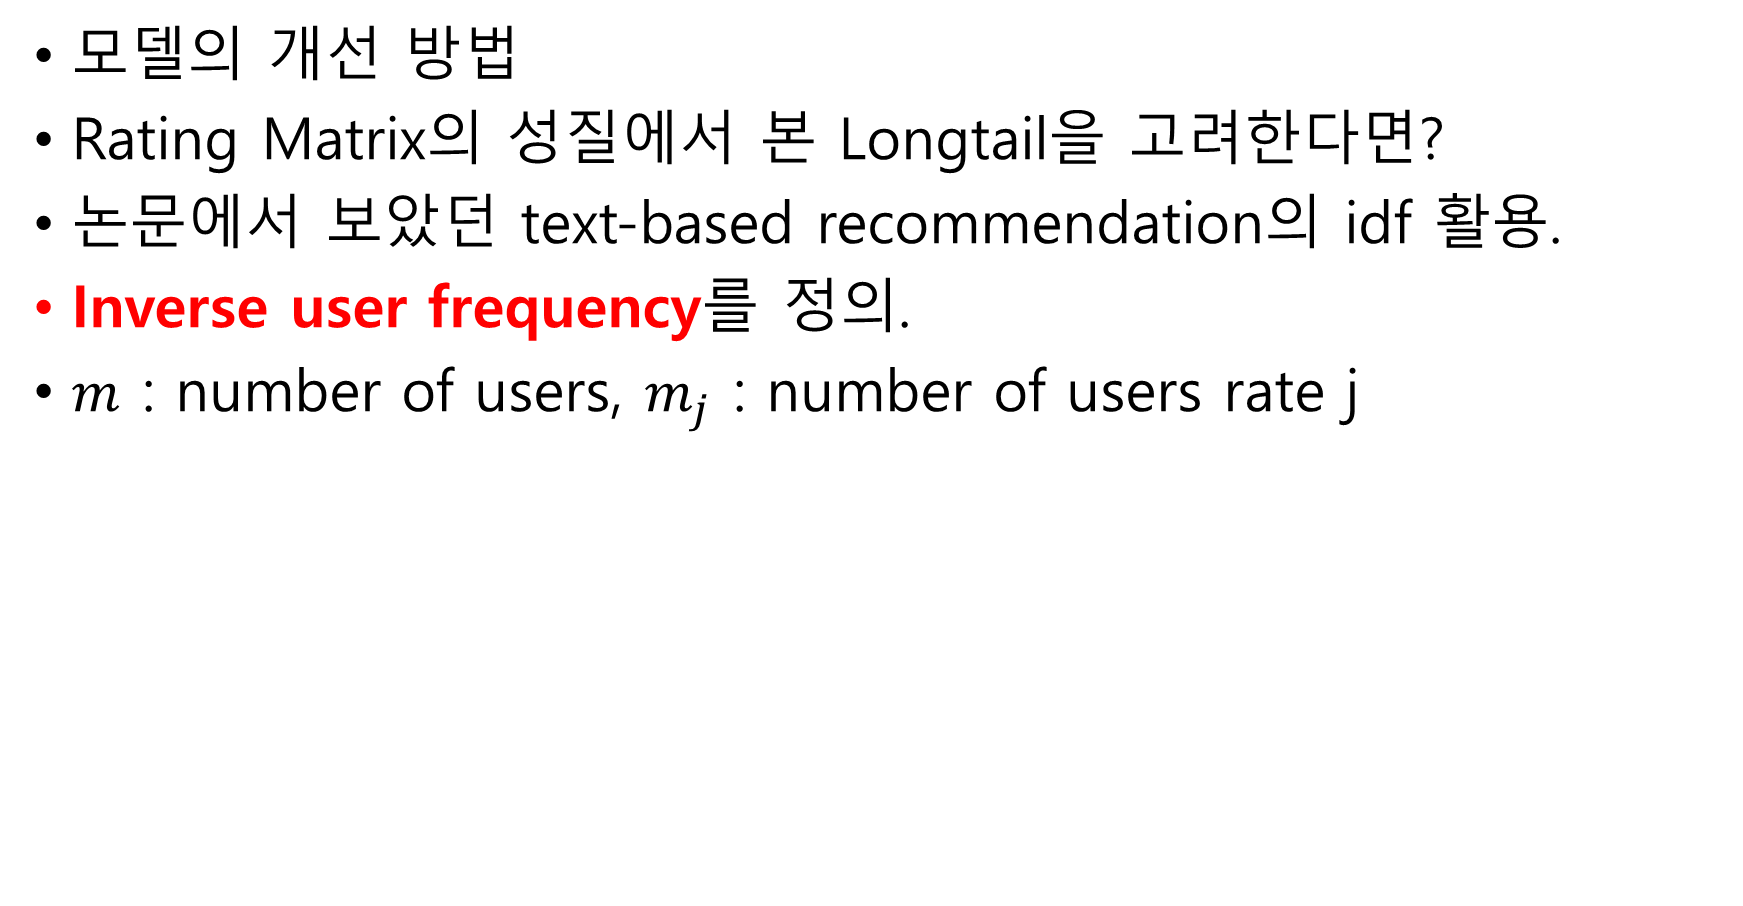 • 모델의 개선 방법
• Rating Matrix의 성질에서 본 Longtail을 고려한다면?
• 논문에서 보았던 text-based recommendation의 idf 활용.
• Inverse user frequency를 정의.
• m : number of users, m_j : number of users rate j